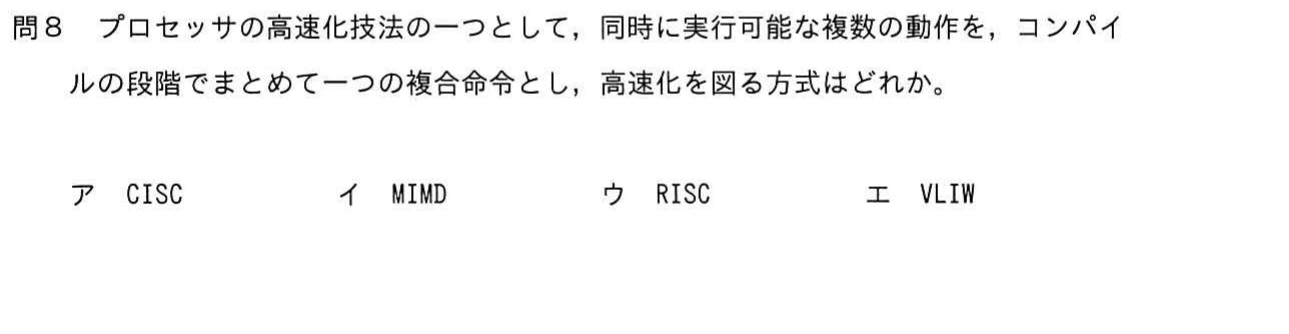 問８　プロセッサの高速化技法の一つとして，同時に実行可能な複数の動作を，コンパイ
ルの段階でまとめて一つの複合命令とし，高速化を図る方式はどれか。
ア　CISC　イ　MIMD　ウ　RISC　エ　VLIW